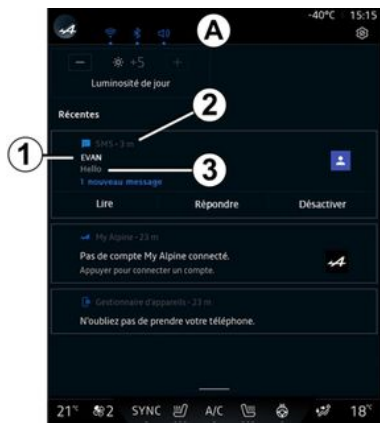 -40°C 15:15
A
+5
Luminosité de jour
2
Récentes
SMS - 3 m
1
EVAN
Hello
3
1 nouveau message
Lire Répondre Désactiver
My Alpine - 23 m
Pas de compte My Alpine connecté.
Appuyer pour connecter un compte.
Gestionnaire d'appareils - 23 m
N'oubliez pas de prendre votre téléphone.
21°C 2 SYNC A/C 18°C